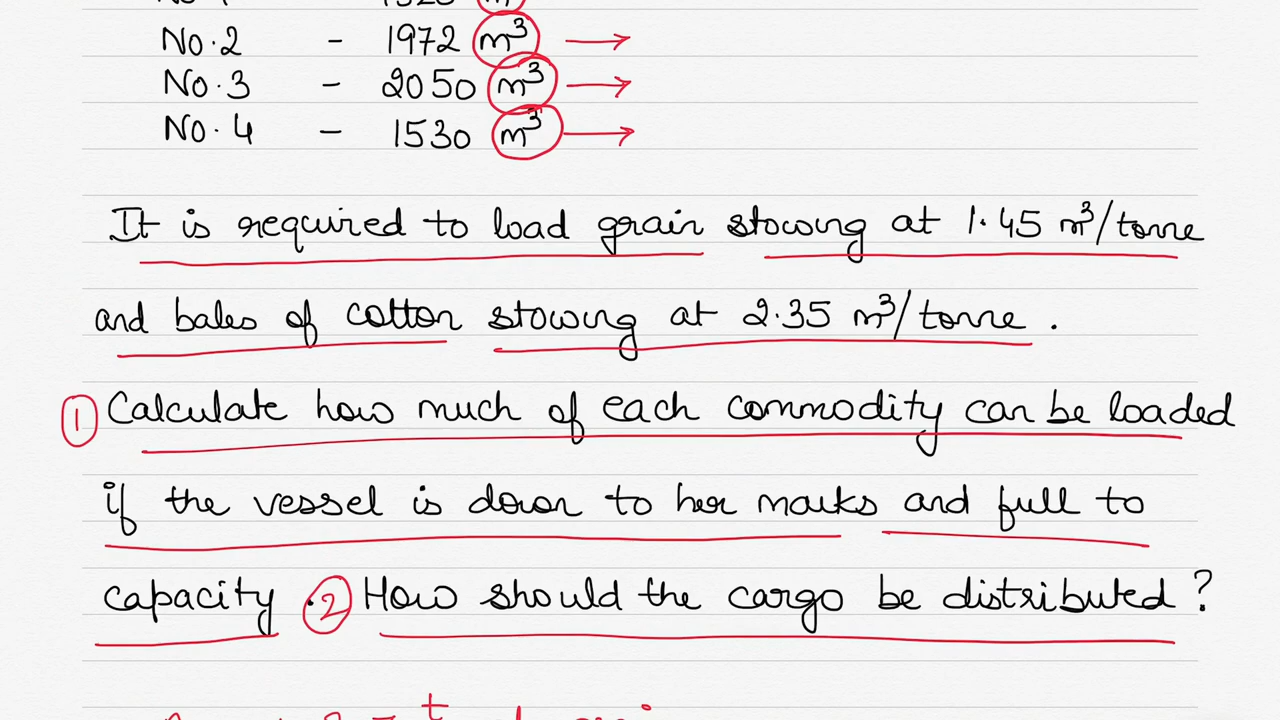 No. 2 - 1972 m³ →
No. 3 - 2050 m³ →
No. 4 - 1530 m³ →
It is required to load grain stowing at 1.45 m³/tonne
and bales of cotton stowing at 2.35 m³/tonne.
1 Calculate how much of each commodity can be loaded
if the vessel is down to her marks and full to
capacity. 2 How should the cargo be distributed?